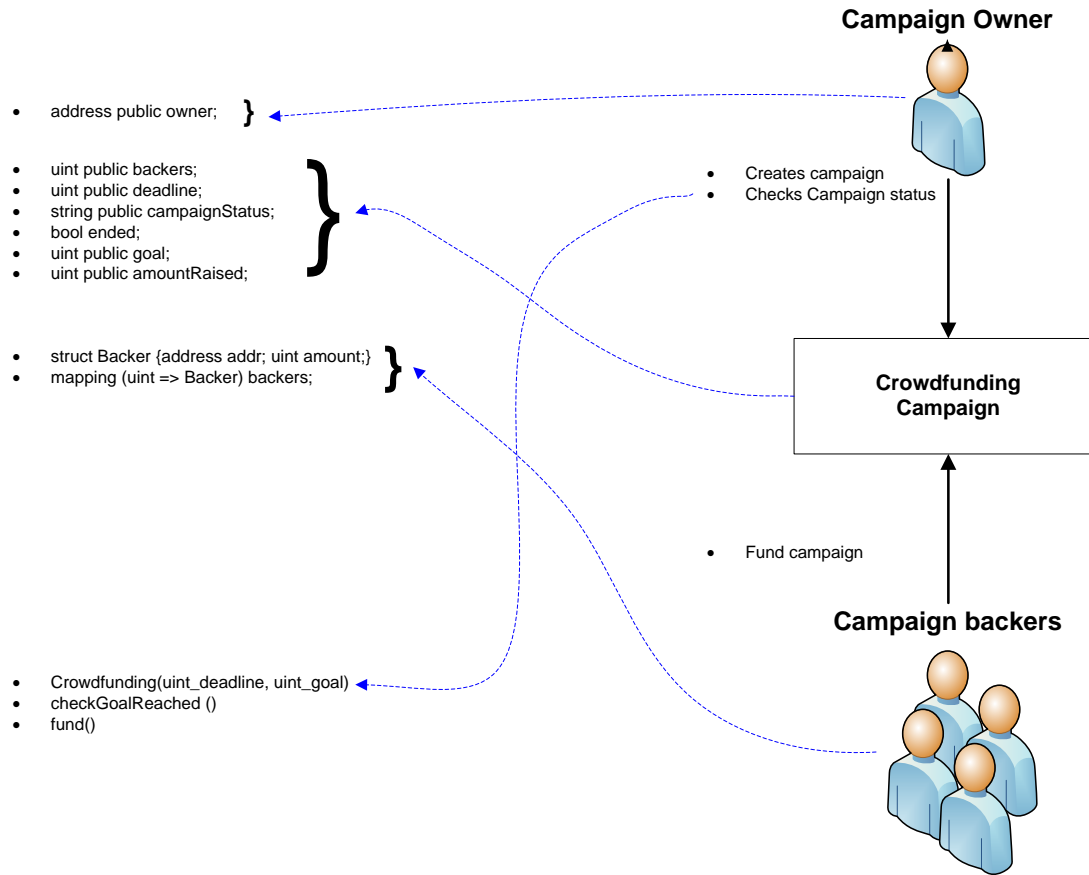 Campaign Owner
• address public owner; }
• uint public backers;
• uint public deadline;
• string public campaignStatus;
• bool ended;
• uint public goal;
• uint public amountRaised;
}
• Creates campaign
• Checks Campaign status
• struct Backer {address addr; uint amount;}
• mapping (uint => Backer) backers;
}
Crowdfunding
Campaign
• Fund campaign
Campaign backers
• Crowdfunding(uint_deadline, uint_goal)
• checkGoalReached ()
• fund()